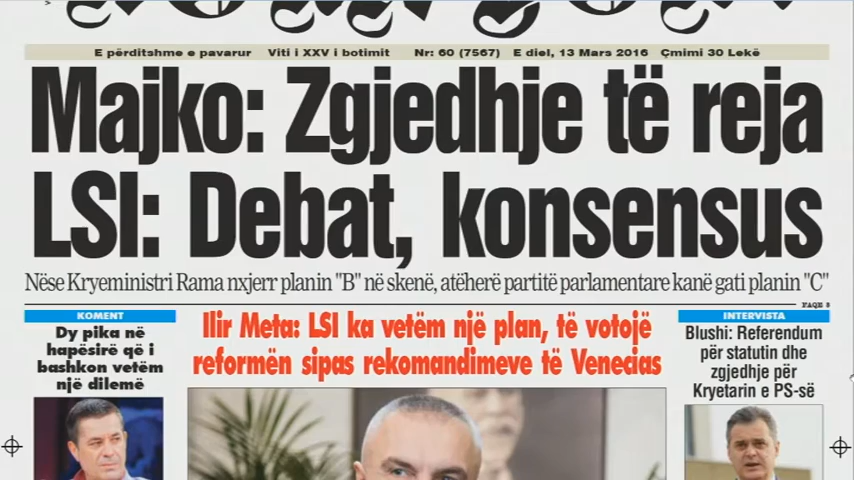 E përditshme e pavarur Viti i XXV i botimit Nr: 60 (7567) E diel, 13 Mars 2016 Çmimi 30 Lekë
Majko: Zgjedhje të reja
LSI: Debat, konsensus
Nëse Kryeministri Rama nxjerr planin "B" në skenë, atëherë partitë parlamentare kanë gati planin "C"
FAQE 3
KOMENT
Dy pika në
hapësirë që i
bashkon vetëm
një dilemë
Ilir Meta: LSI ka vetëm një plan, të votojë
reformën sipas rekomandimeve të Venecias
INTERVISTA
Blushi: Referendum
për statutin dhe
zgjedhje për
Kryetarin e PS-së